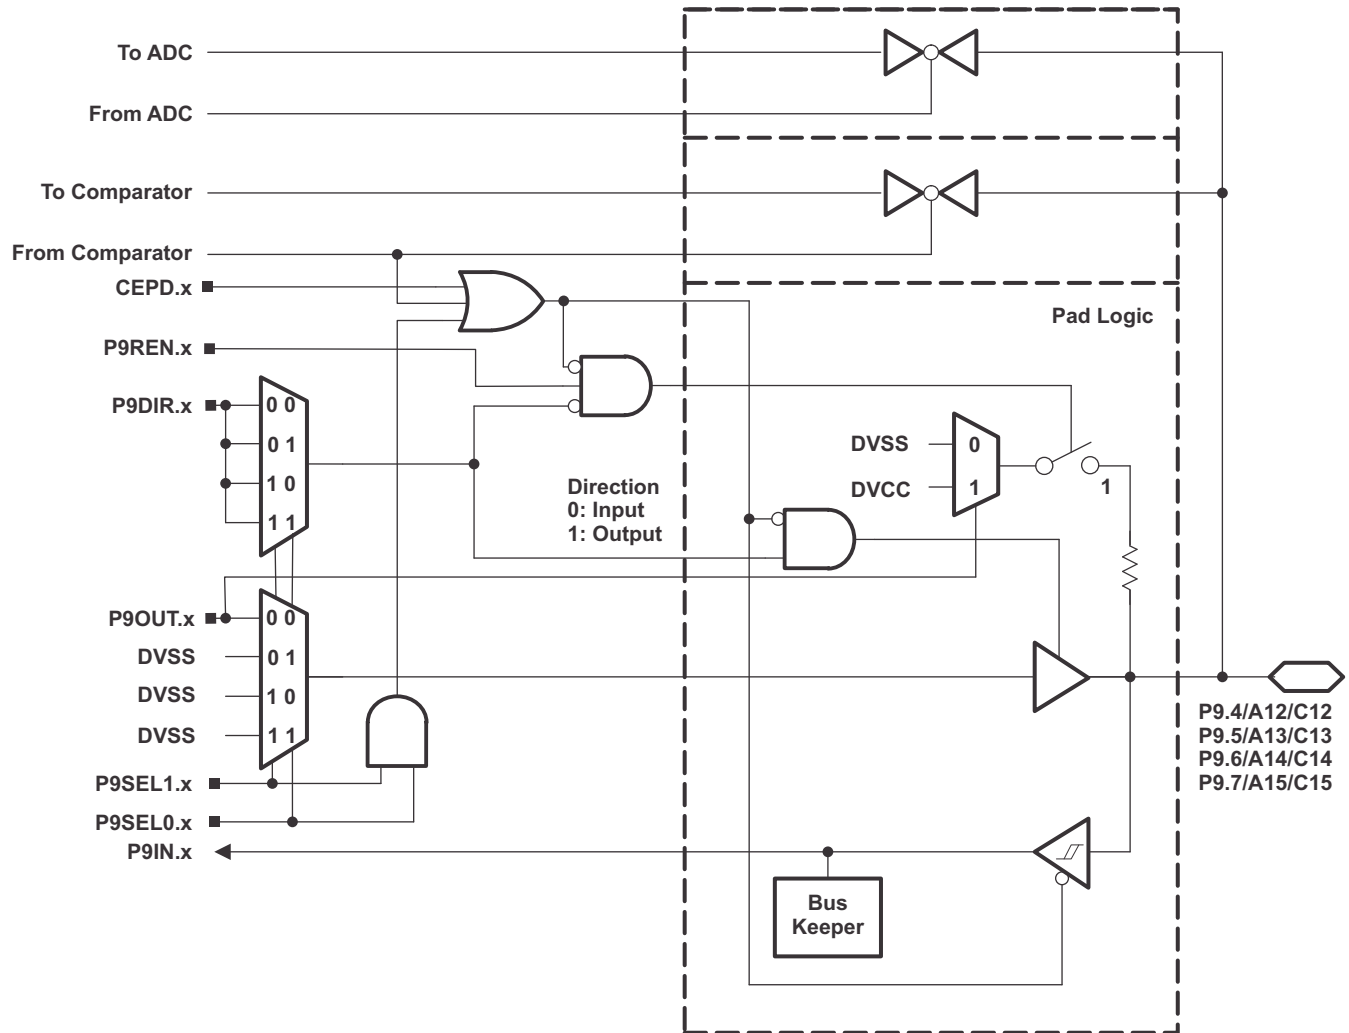 To ADC
From ADC
To Comparator
From Comparator
CEPD.x
Pad Logic
P9REN.x
P9DIR.x
0 0
0 1
1 0
1 1
Direction
0: Input
1: Output
DVSS
0
DVCC
1
1
P9OUT.x
0 0
DVSS
0 1
DVSS
1 0
DVSS
1 1
P9.4/A12/C12
P9.5/A13/C13
P9.6/A14/C14
P9.7/A15/C15
P9SEL1.x
P9SEL0.x
P9IN.x
Bus
Keeper